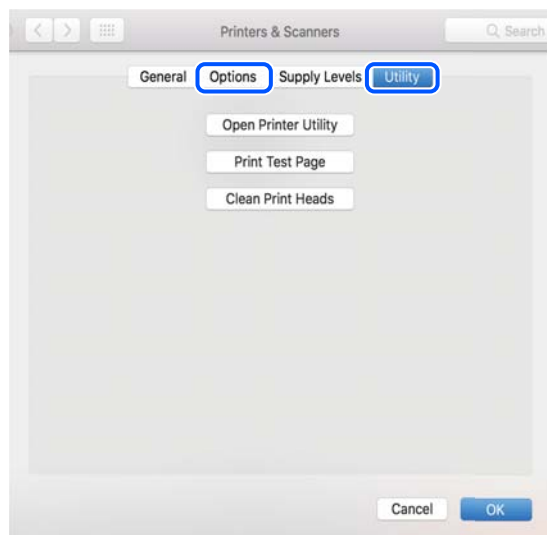 Printers & Scanners
Search
General Options Supply Levels Utility
Open Printer Utility
Print Test Page
Clean Print Heads
Cancel OK